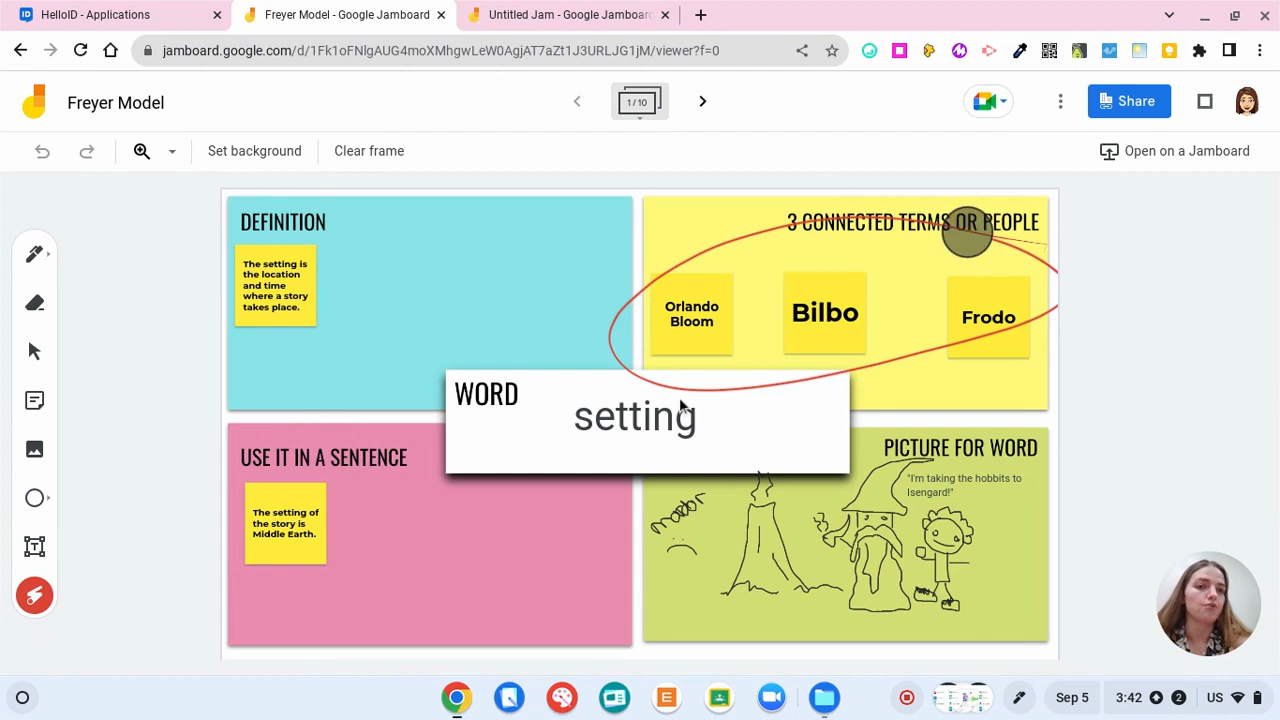 HelloID - Applications
Freyer Model - Google Jamboard
Untitled Jam - Google Jamboard
jamboard.google.com/d/1Fk1oFNlgAUG4moXMhgwLeW0AgjAT7aZt1J3URLJG1jM/viewer?f=0
Freyer Model
1 / 10
Share
Set background
Clear frame
Open on a Jamboard
DEFINITION
The setting is
the location
and time
where a story
takes place.
3 CONNECTED TERMS OR PEOPLE
Orlando
Bloom
Bilbo
Frodo
WORD
setting
USE IT IN A SENTENCE
The setting of
the story is
Middle Earth.
PICTURE FOR WORD
"I'm taking the hobbits to
Isengard!"
mordor
Sep 5
3:42
2
US